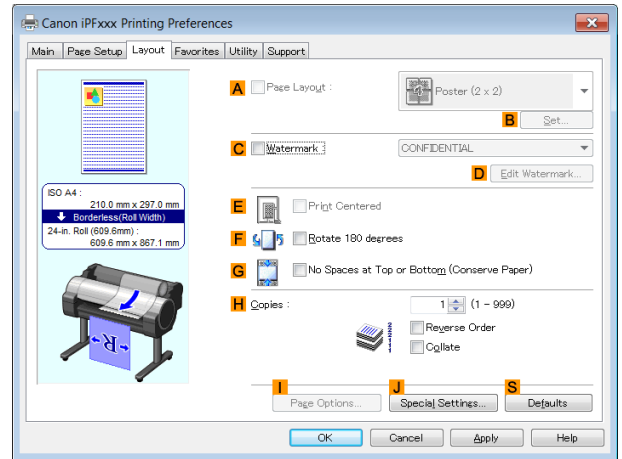 Canon iPFxxx Printing Preferences
Main Page Setup Layout Favorites Utility Support
A Page Layout :
Poster (2 x 2)
B Set...
C Watermark :
CONFIDENTIAL
D Edit Watermark...
ISO A4 :
210.0 mm x 297.0 mm
Borderless(Roll Width)
24-in. Roll (609.6mm) :
609.6 mm x 867.1 mm
E Print Centered
F Rotate 180 degrees
G No Spaces at Top or Bottom (Conserve Paper)
H Copies :
1 (1 - 999)
Reverse Order
Collate
I Page Options...
J Special Settings...
S Defaults
OK Cancel Apply Help